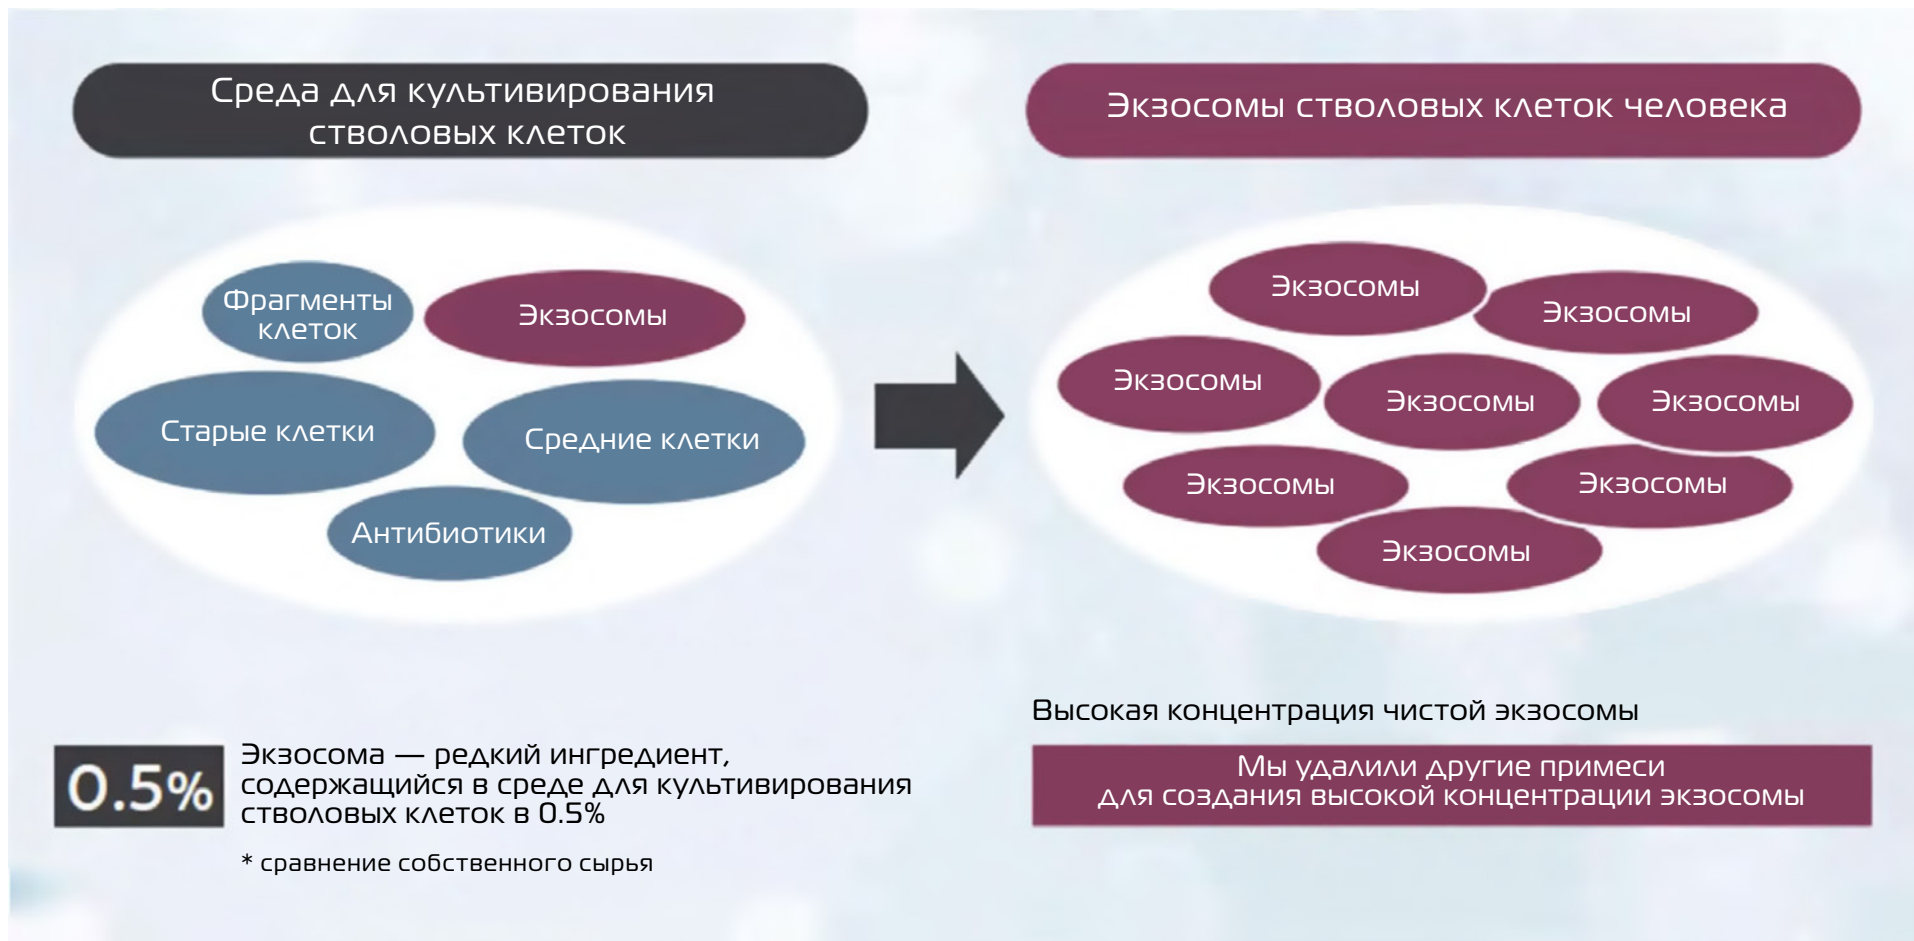 Среда для культивирования
стволовых клеток
Фрагменты
клеток
Экзосомы
Старые клетки
Средние клетки
Антибиотики
0.5%
Экзосома — редкий ингредиент,
содержащийся в среде для культивирования
стволовых клеток в 0.5%
* сравнение собственного сырья
Экзосомы стволовых клеток человека
Экзосомы
Экзосомы
Экзосомы
Экзосомы
Экзосомы
Экзосомы
Экзосомы
Экзосомы
Высокая концентрация чистой экзосомы
Мы удалили другие примеси
для создания высокой концентрации экзосомы